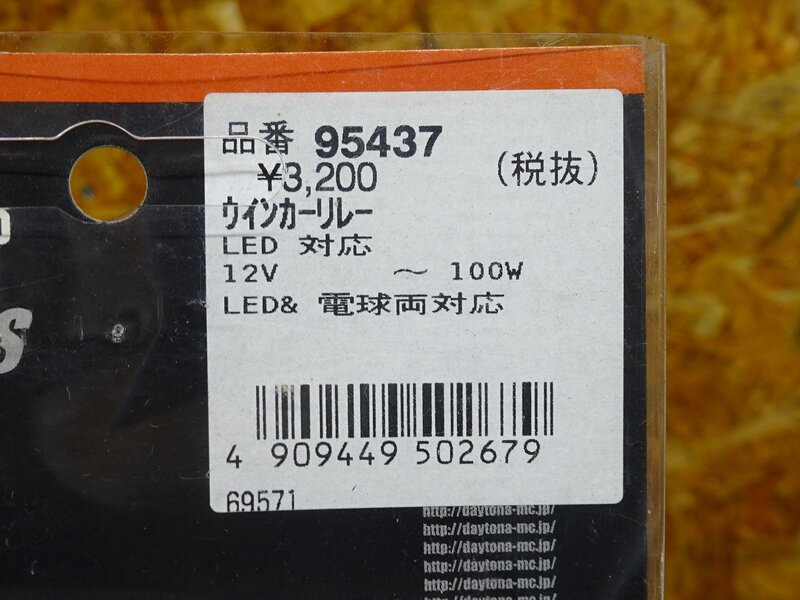 品番 95437
¥3,200 (税抜)
ウィンカーリレー
LED 対応
12V ~ 100W
LED& 電球両対応
4 909449 502679
69571
http://daytona-mc.jp/
http://daytona-mc.jp/
http://daytona-mc.jp/
http://daytona-mc.jp/
http://daytona-mc.jp/